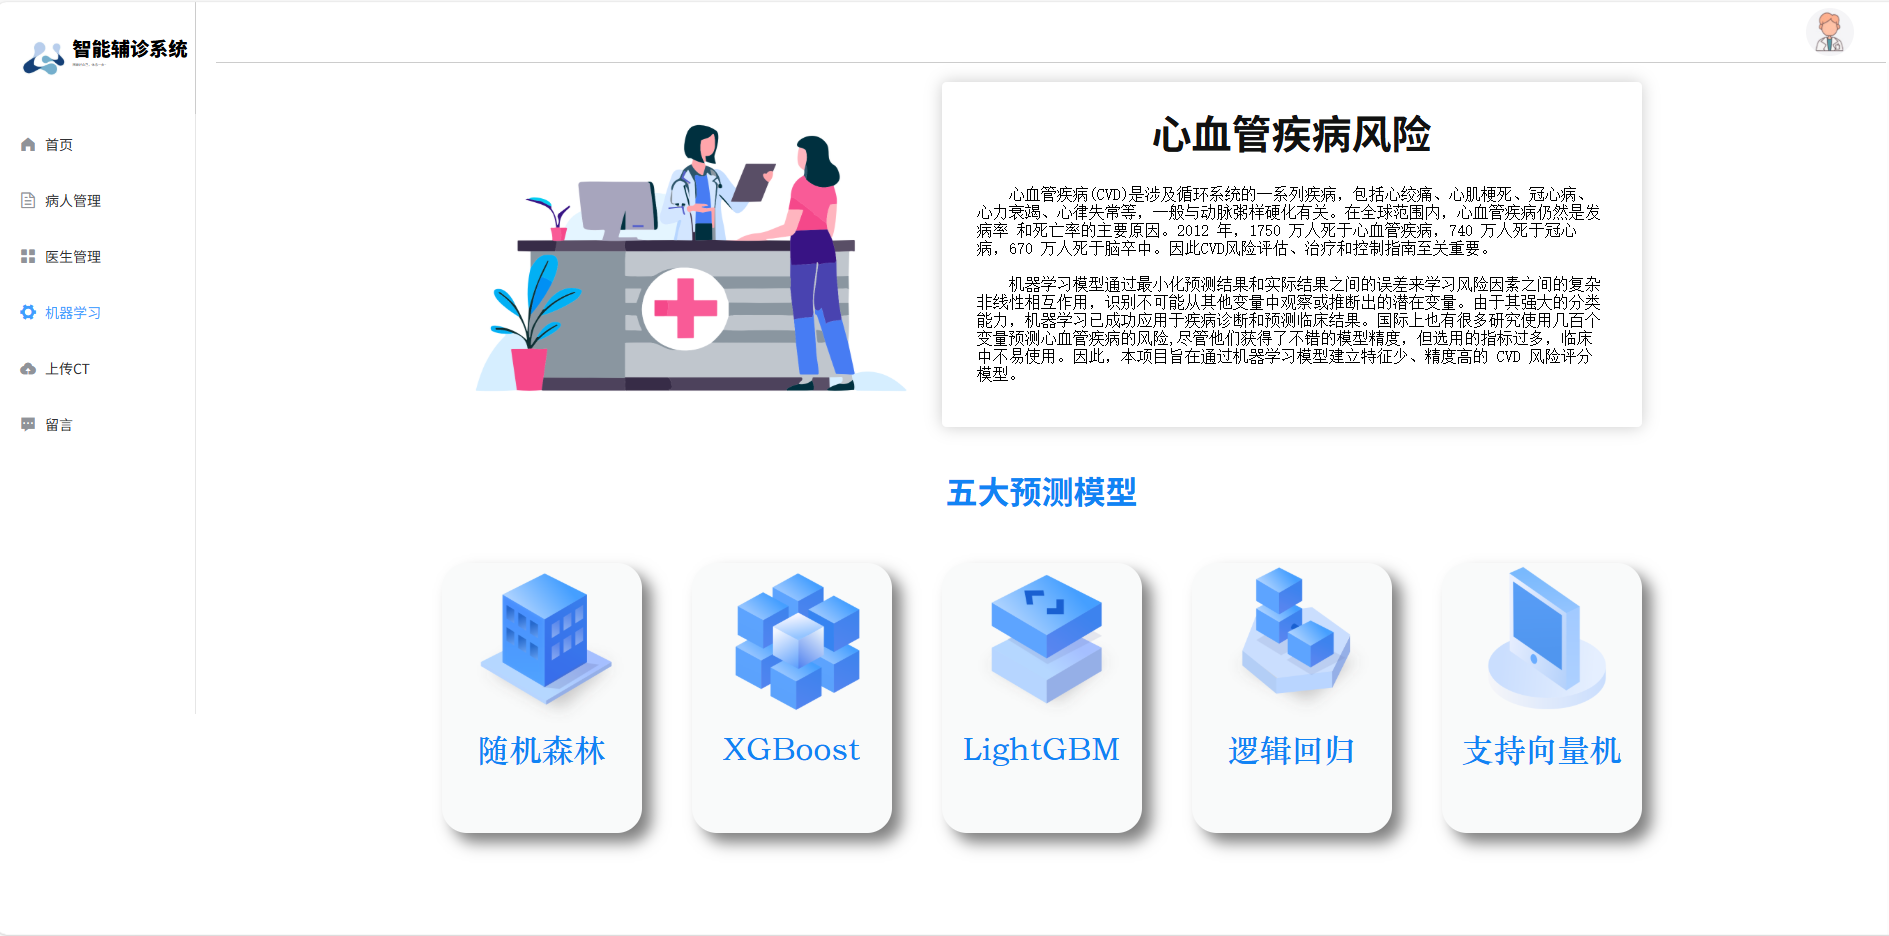 智能辅诊系统
首页
病人管理
医生管理
机器学习
上传CT
留言
心血管疾病风险
心血管疾病(CVD)是涉及循环系统的一系列疾病，包括心绞痛、心肌梗死、冠心病、
心力衰竭、心律失常等，一般与动脉粥样硬化有关。在全球范围内，心血管疾病仍然是发
病率 和死亡率的主要原因。2012 年，1750 万人死于心血管疾病，740 万人死于冠心
病，670 万人死于脑卒中。因此CVD风险评估、治疗和控制指南至关重要。
机器学习模型通过最小化预测结果和实际结果之间的误差来学习风险因素之间的复杂
非线性相互作用，识别不可能从其他变量中观察或推断出的潜在变量。由于其强大的分类
能力，机器学习已成功应用于疾病诊断和预测临床结果。国际上也有很多研究使用几百个
变量预测心血管疾病的风险,尽管他们获得了不错的模型精度，但选用的指标过多，临床
中不易使用。因此，本项目旨在通过机器学习模型建立特征少、精度高的 CVD 风险评分
模型。
五大预测模型
随机森林
XGBoost
LightGBM
逻辑回归
支持向量机